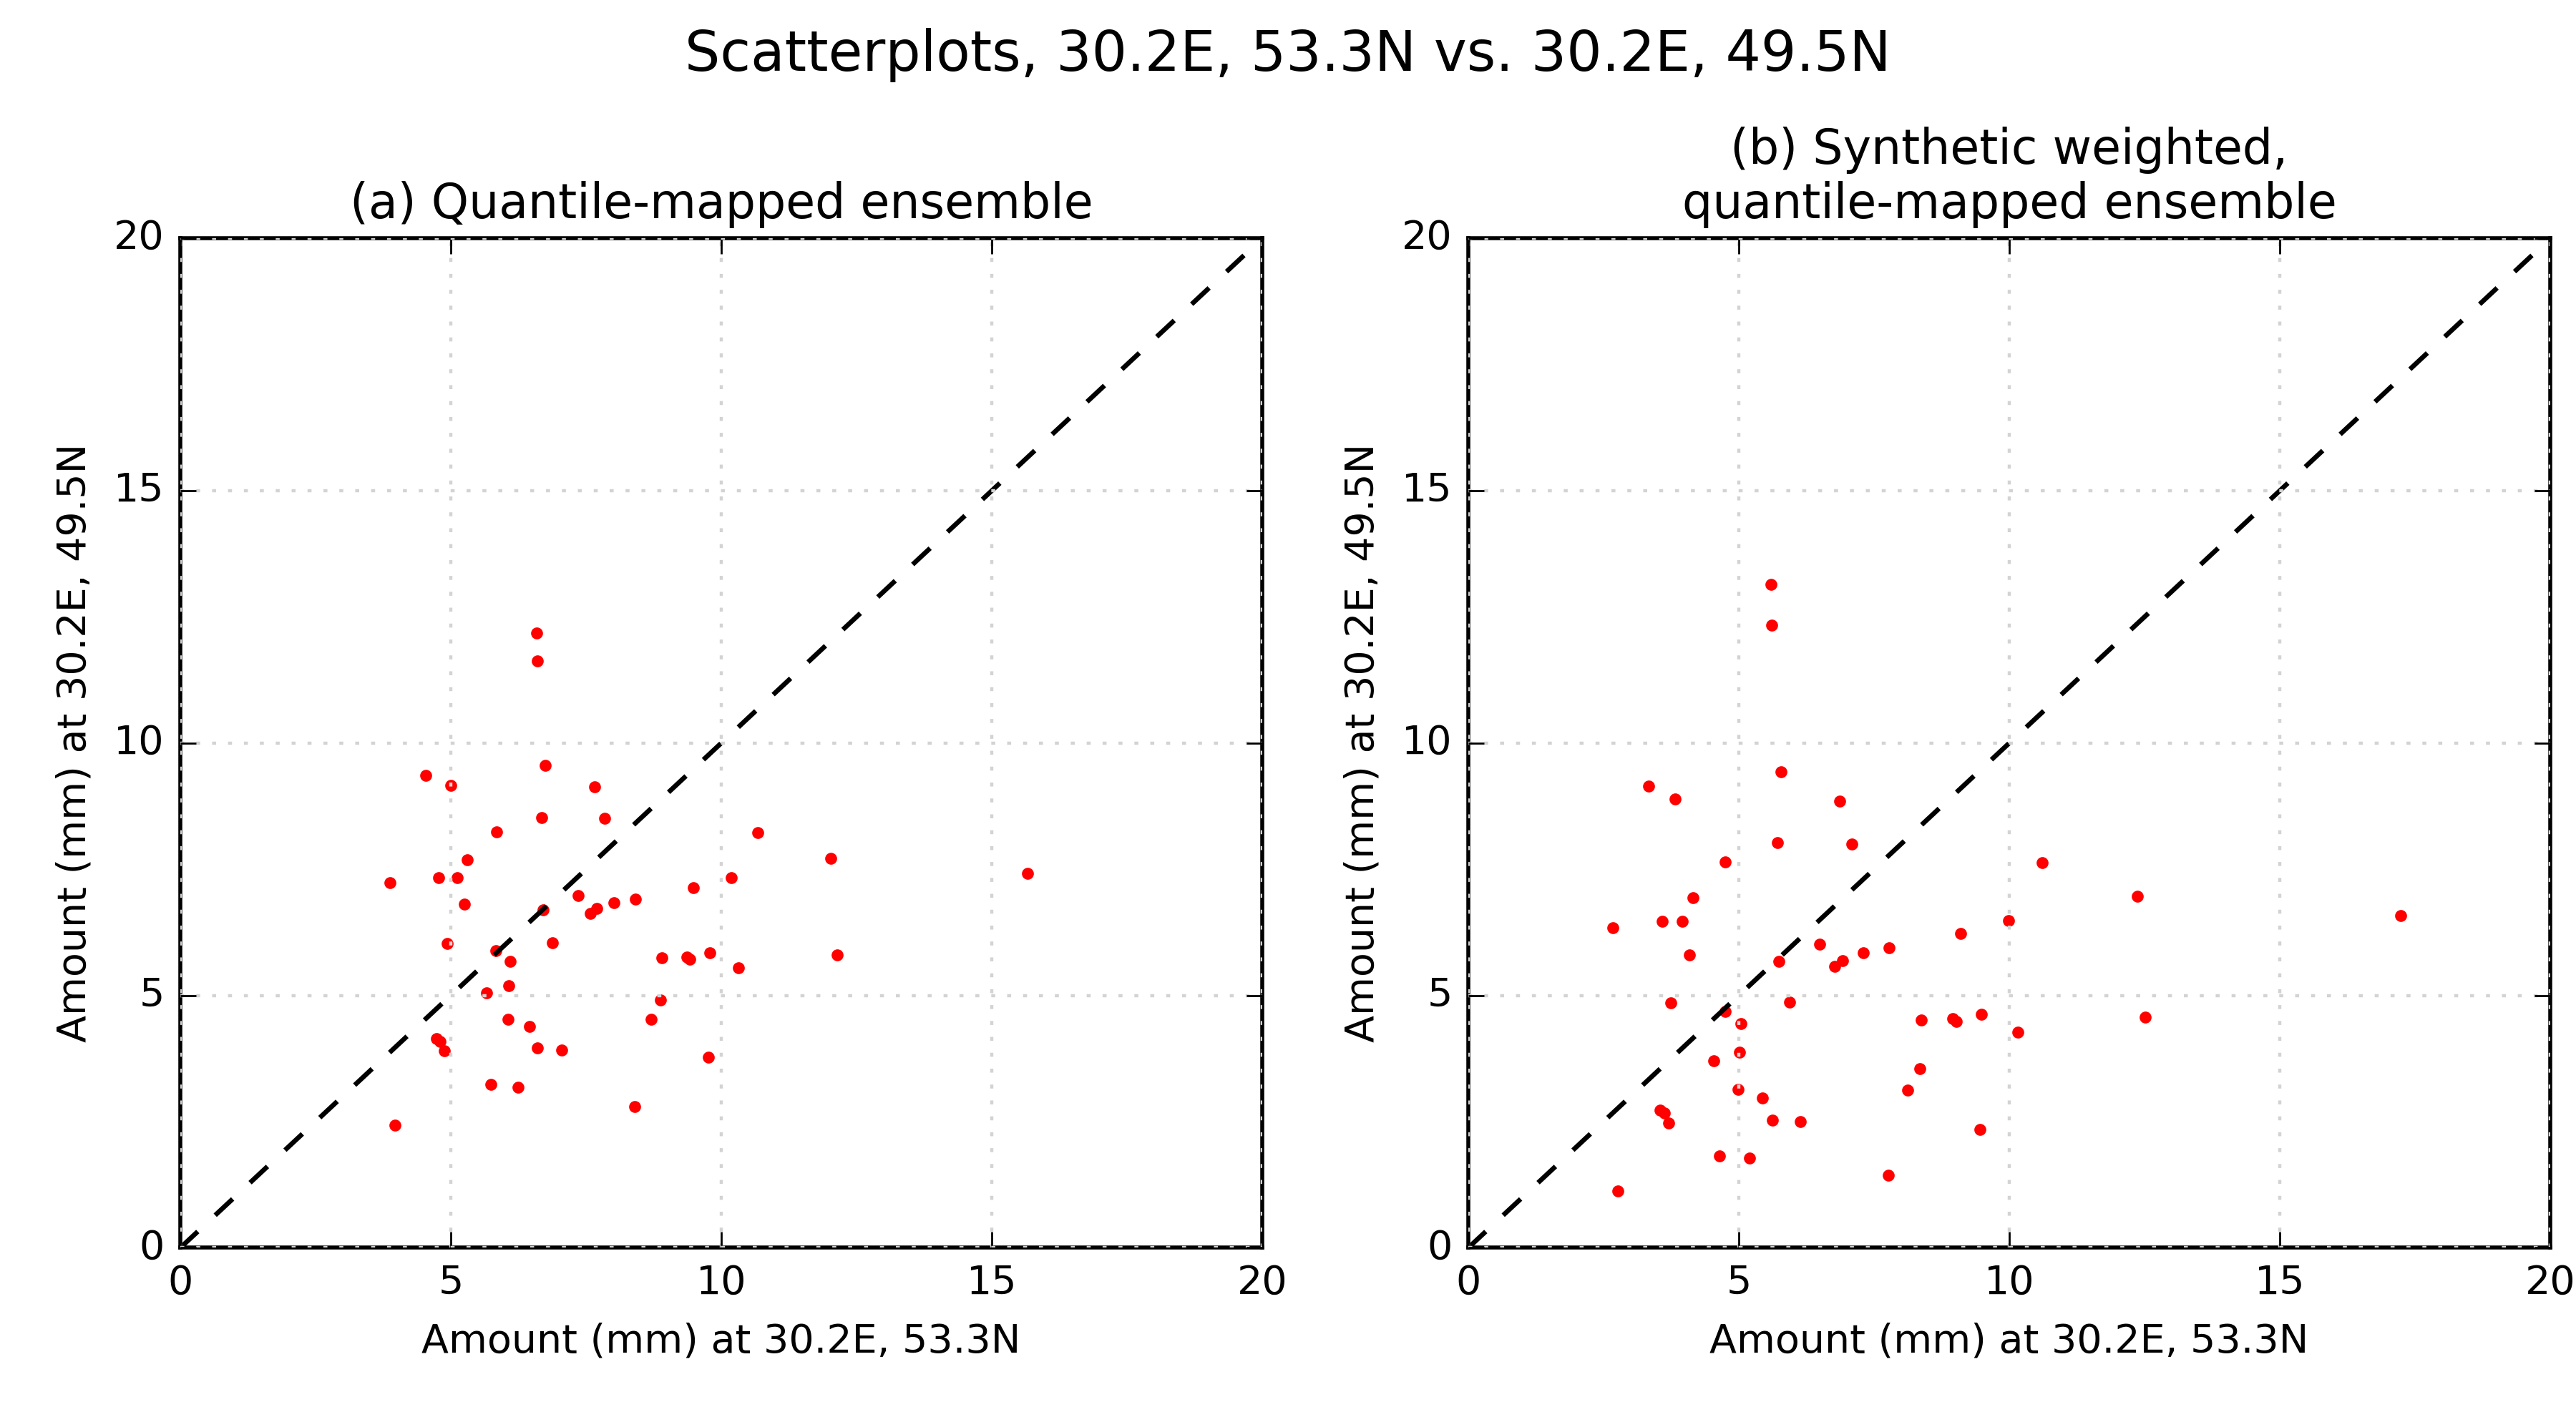 Scatterplots, 30.2E, 53.3N vs. 30.2E, 49.5N
(a) Quantile-mapped ensemble
20
15
10
5
0
0 5 10 15 20
Amount (mm) at 30.2E, 49.5N
Amount (mm) at 30.2E, 53.3N
(b) Synthetic weighted,
quantile-mapped ensemble
20
15
10
5
0
0 5 10 15 20
Amount (mm) at 30.2E, 49.5N
Amount (mm) at 30.2E, 53.3N